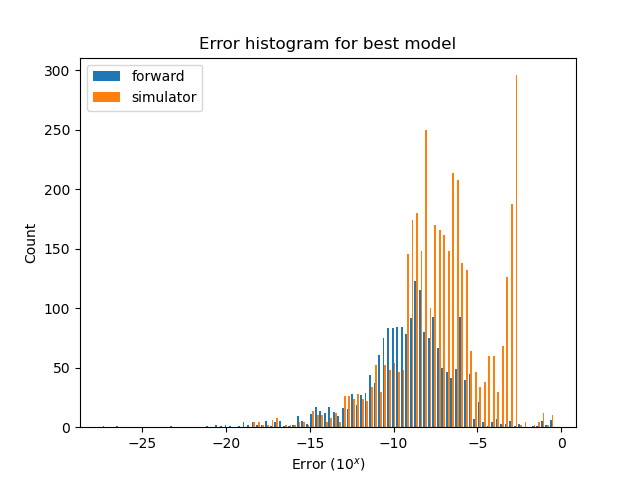 Error histogram for best model
forward
simulator
300
250
200
150
100
50
0
Count
−25 −20 −15 −10 −5 0
Error (10^x)